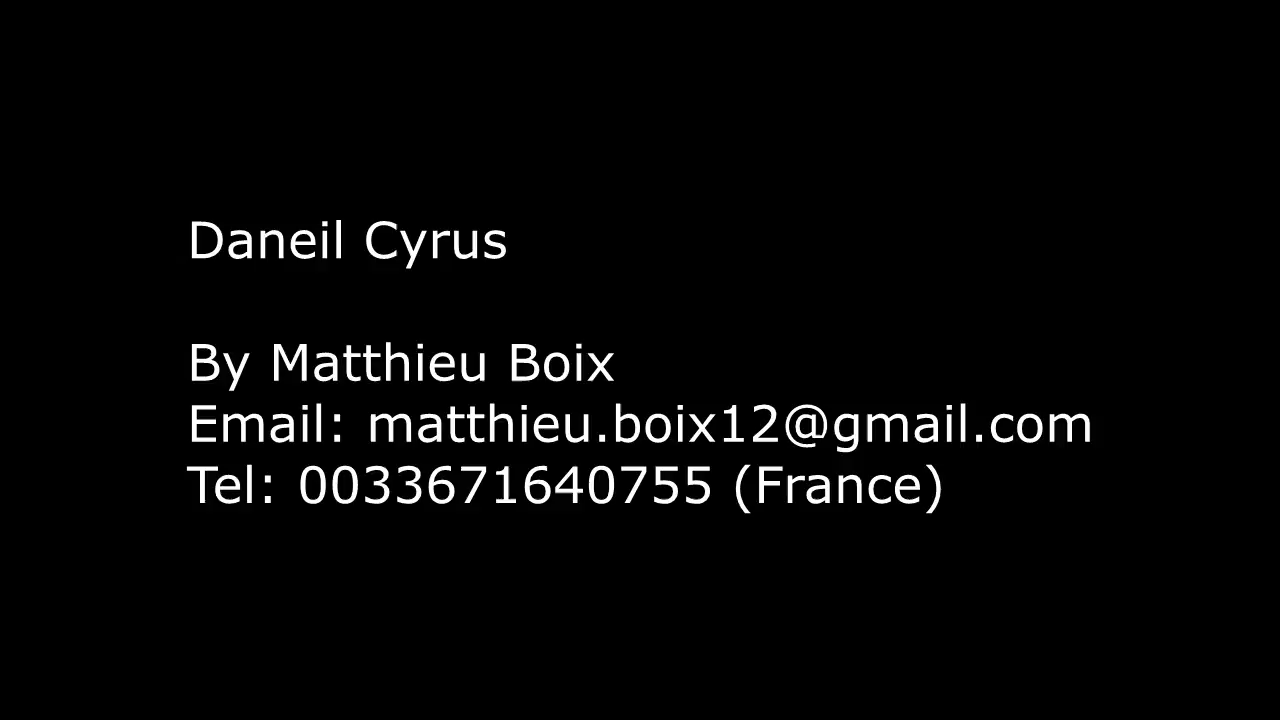 Daneil Cyrus
By Matthieu Boix
Email: matthieu.boix12@gmail.com
Tel: 0033671640755 (France)